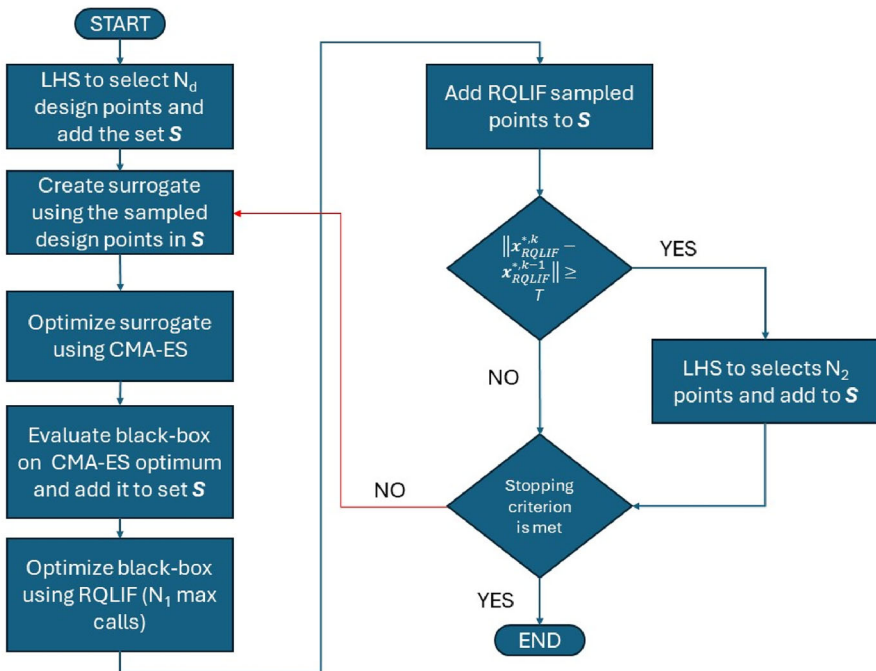 START
LHS to select N_d
design points and
add the set S
Create surrogate
using the sampled
design points in S
Optimize surrogate
using CMA-ES
Evaluate black-box
on CMA-ES optimum
and add it to set S
Optimize black-box
using RQLIF (N₁ max
calls)
Add RQLIF sampled
points to S
‖x^{*,k}_{RQLIF} −
x^{*,k−1}_{RQLIF}‖ ≥
T
YES
NO
LHS to selects N₂
points and add to S
Stopping
criterion
is met
NO
YES
END